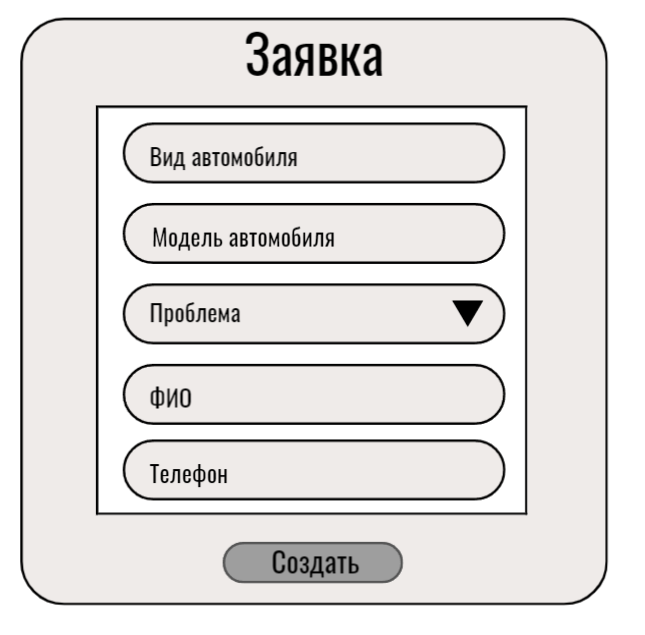 Заявка
Вид автомобиля
Модель автомобиля
Проблема
ФИО
Телефон
Создать